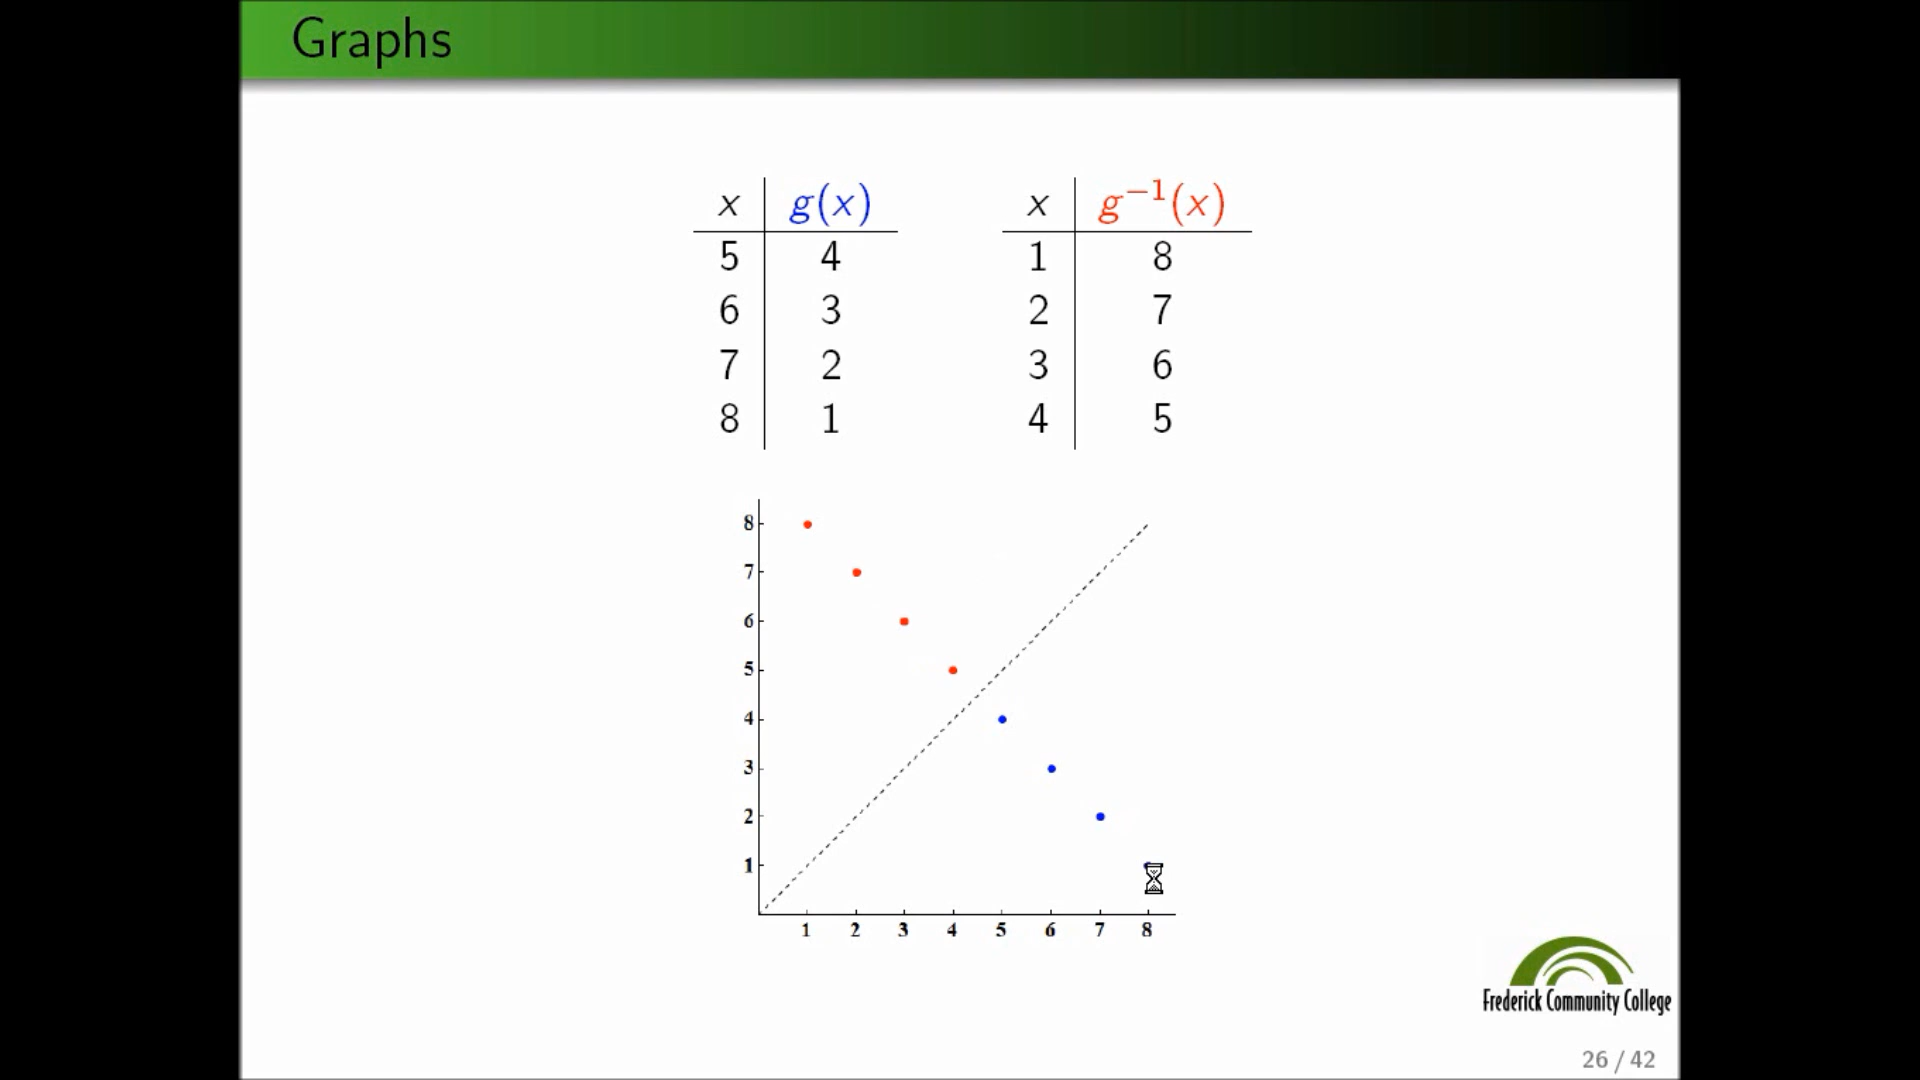 Graphs
x g(x)
5 4
6 3
7 2
8 1
x g⁻¹(x)
1 8
2 7
3 6
4 5
8
7
6
5
4
3
2
1
1 2 3 4 5 6 7 8
Frederick Community College
26 / 42